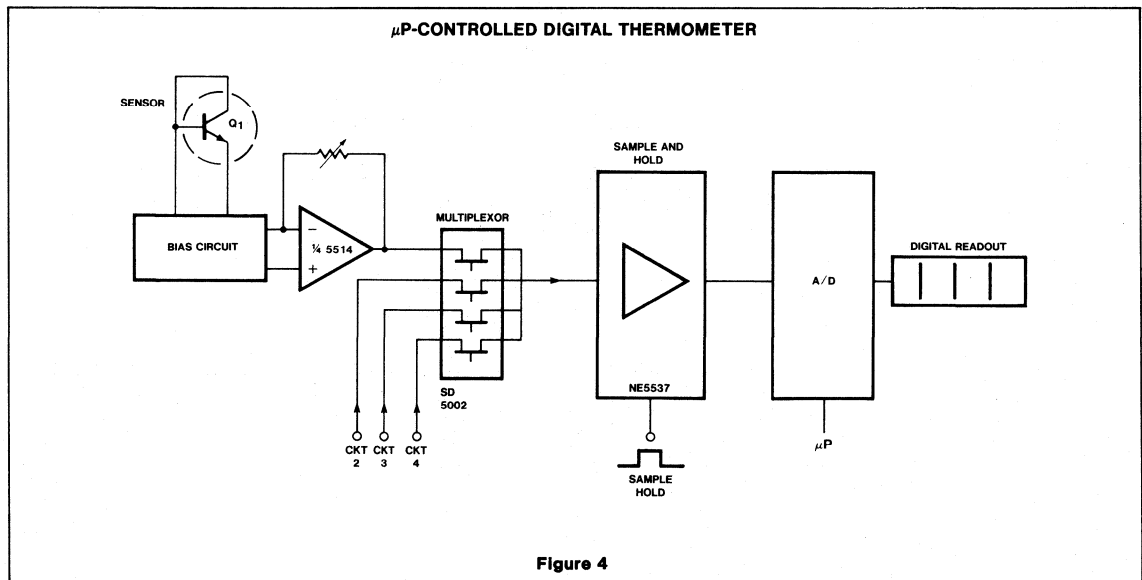 μP-CONTROLLED DIGITAL THERMOMETER
SENSOR
Q1
BIAS CIRCUIT
−
¼ 5514
+
MULTIPLEXOR
SD
5002
CKT
2
CKT
3
CKT
4
SAMPLE AND
HOLD
NE5537
SAMPLE
HOLD
A/D
μP
DIGITAL READOUT
Figure 4